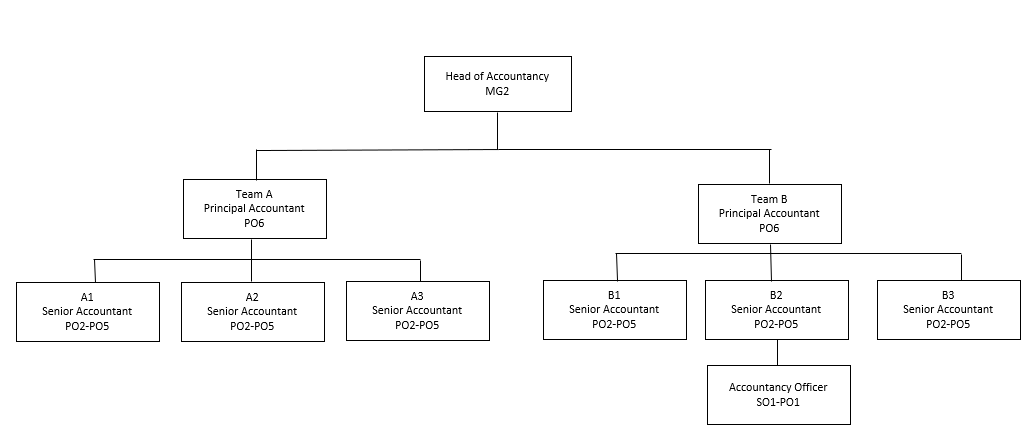 Head of Accountancy
MG2
Team A
Principal Accountant
PO6
Team B
Principal Accountant
PO6
A1
Senior Accountant
PO2-PO5
A2
Senior Accountant
PO2-PO5
A3
Senior Accountant
PO2-PO5
B1
Senior Accountant
PO2-PO5
B2
Senior Accountant
PO2-PO5
B3
Senior Accountant
PO2-PO5
Accountancy Officer
SO1-PO1